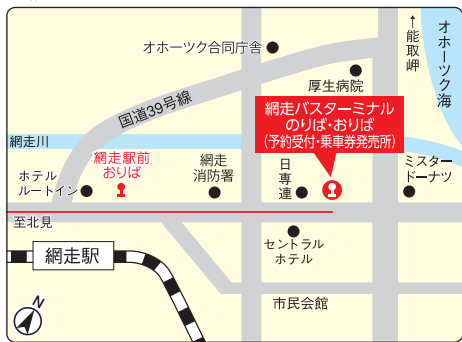 ↑能取岬
オホーツク海
オホーツク合同庁舎
厚生病院
国道39号線
網走バスターミナル
のりば・おりば
(予約受付・乗車券発売所)
網走川
網走駅前
おりば
網走
消防署
日専連
ミスター
ドーナツ
ホテル
ルートイン
至北見
セントラル
ホテル
網走駅
市民会館
N